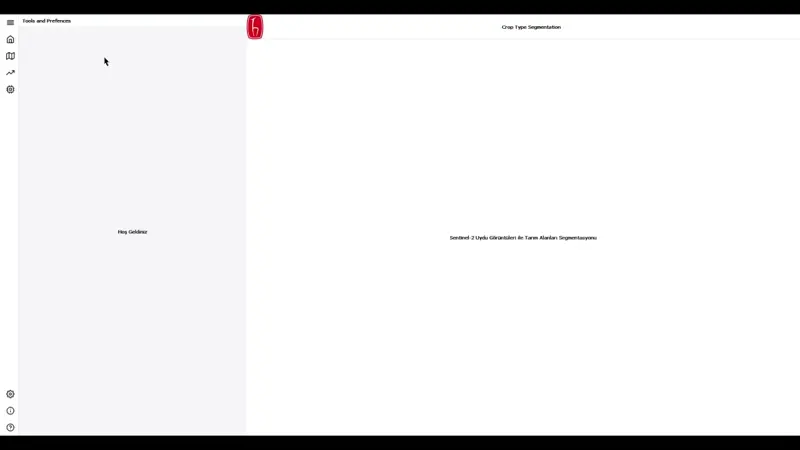 Tools and Prefences
Crop Type Segmentation
Hoş Geldiniz
Sentinel-2 Uydu Görüntüleri ile Tarım Alanları Segmentasyonu